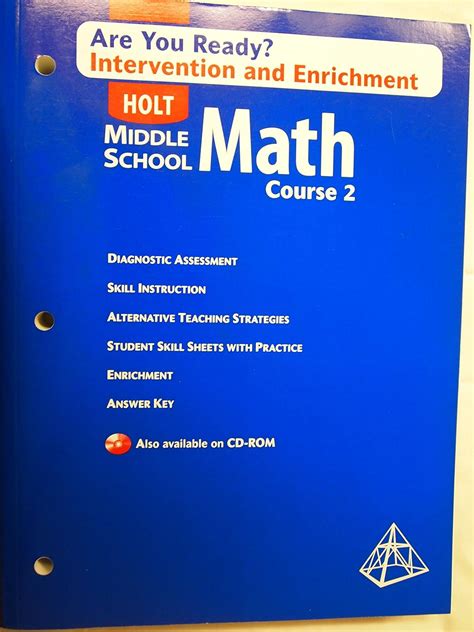 Are You Ready?
Intervention and Enrichment
HOLT
MIDDLE
SCHOOL Math
Course 2
DIAGNOSTIC ASSESSMENT
SKILL INSTRUCTION
ALTERNATIVE TEACHING STRATEGIES
STUDENT SKILL SHEETS WITH PRACTICE
ENRICHMENT
ANSWER KEY
Also available on CD-ROM